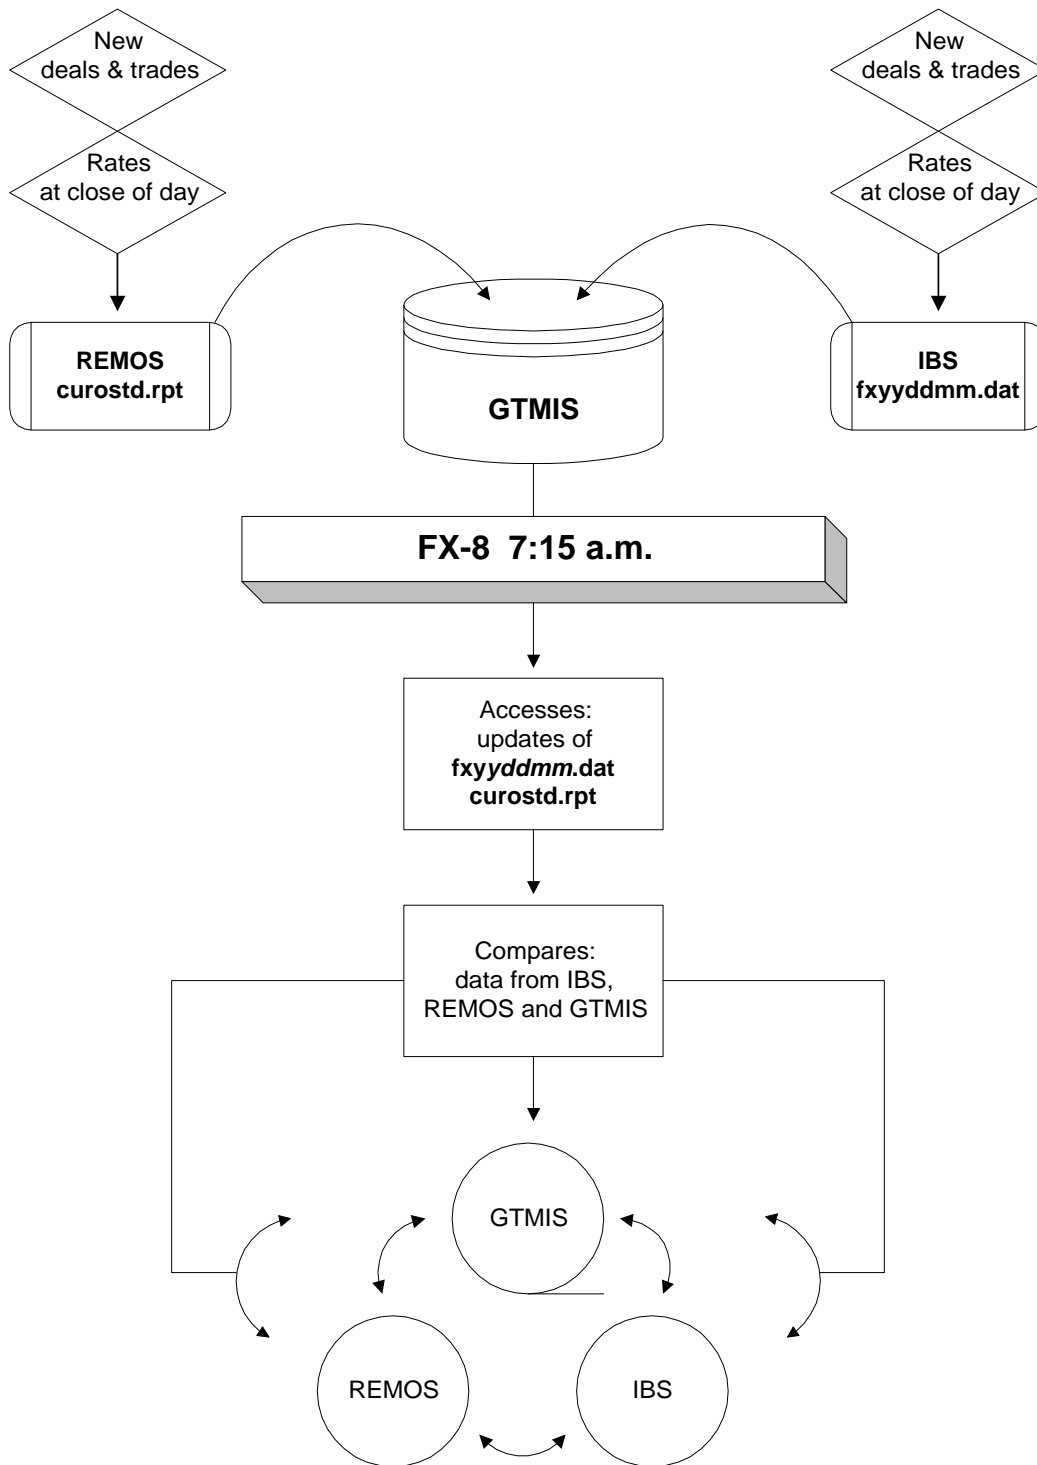 New
deals & trades
New
deals & trades
Rates
at close of day
Rates
at close of day
REMOS
curostd.rpt
GTMIS
IBS
fxyyddmm.dat
FX-8 7:15 a.m.
Accesses:
updates of
fxyyddmm.dat
curostd.rpt
Compares:
data from IBS,
REMOS and GTMIS
GTMIS
REMOS
IBS